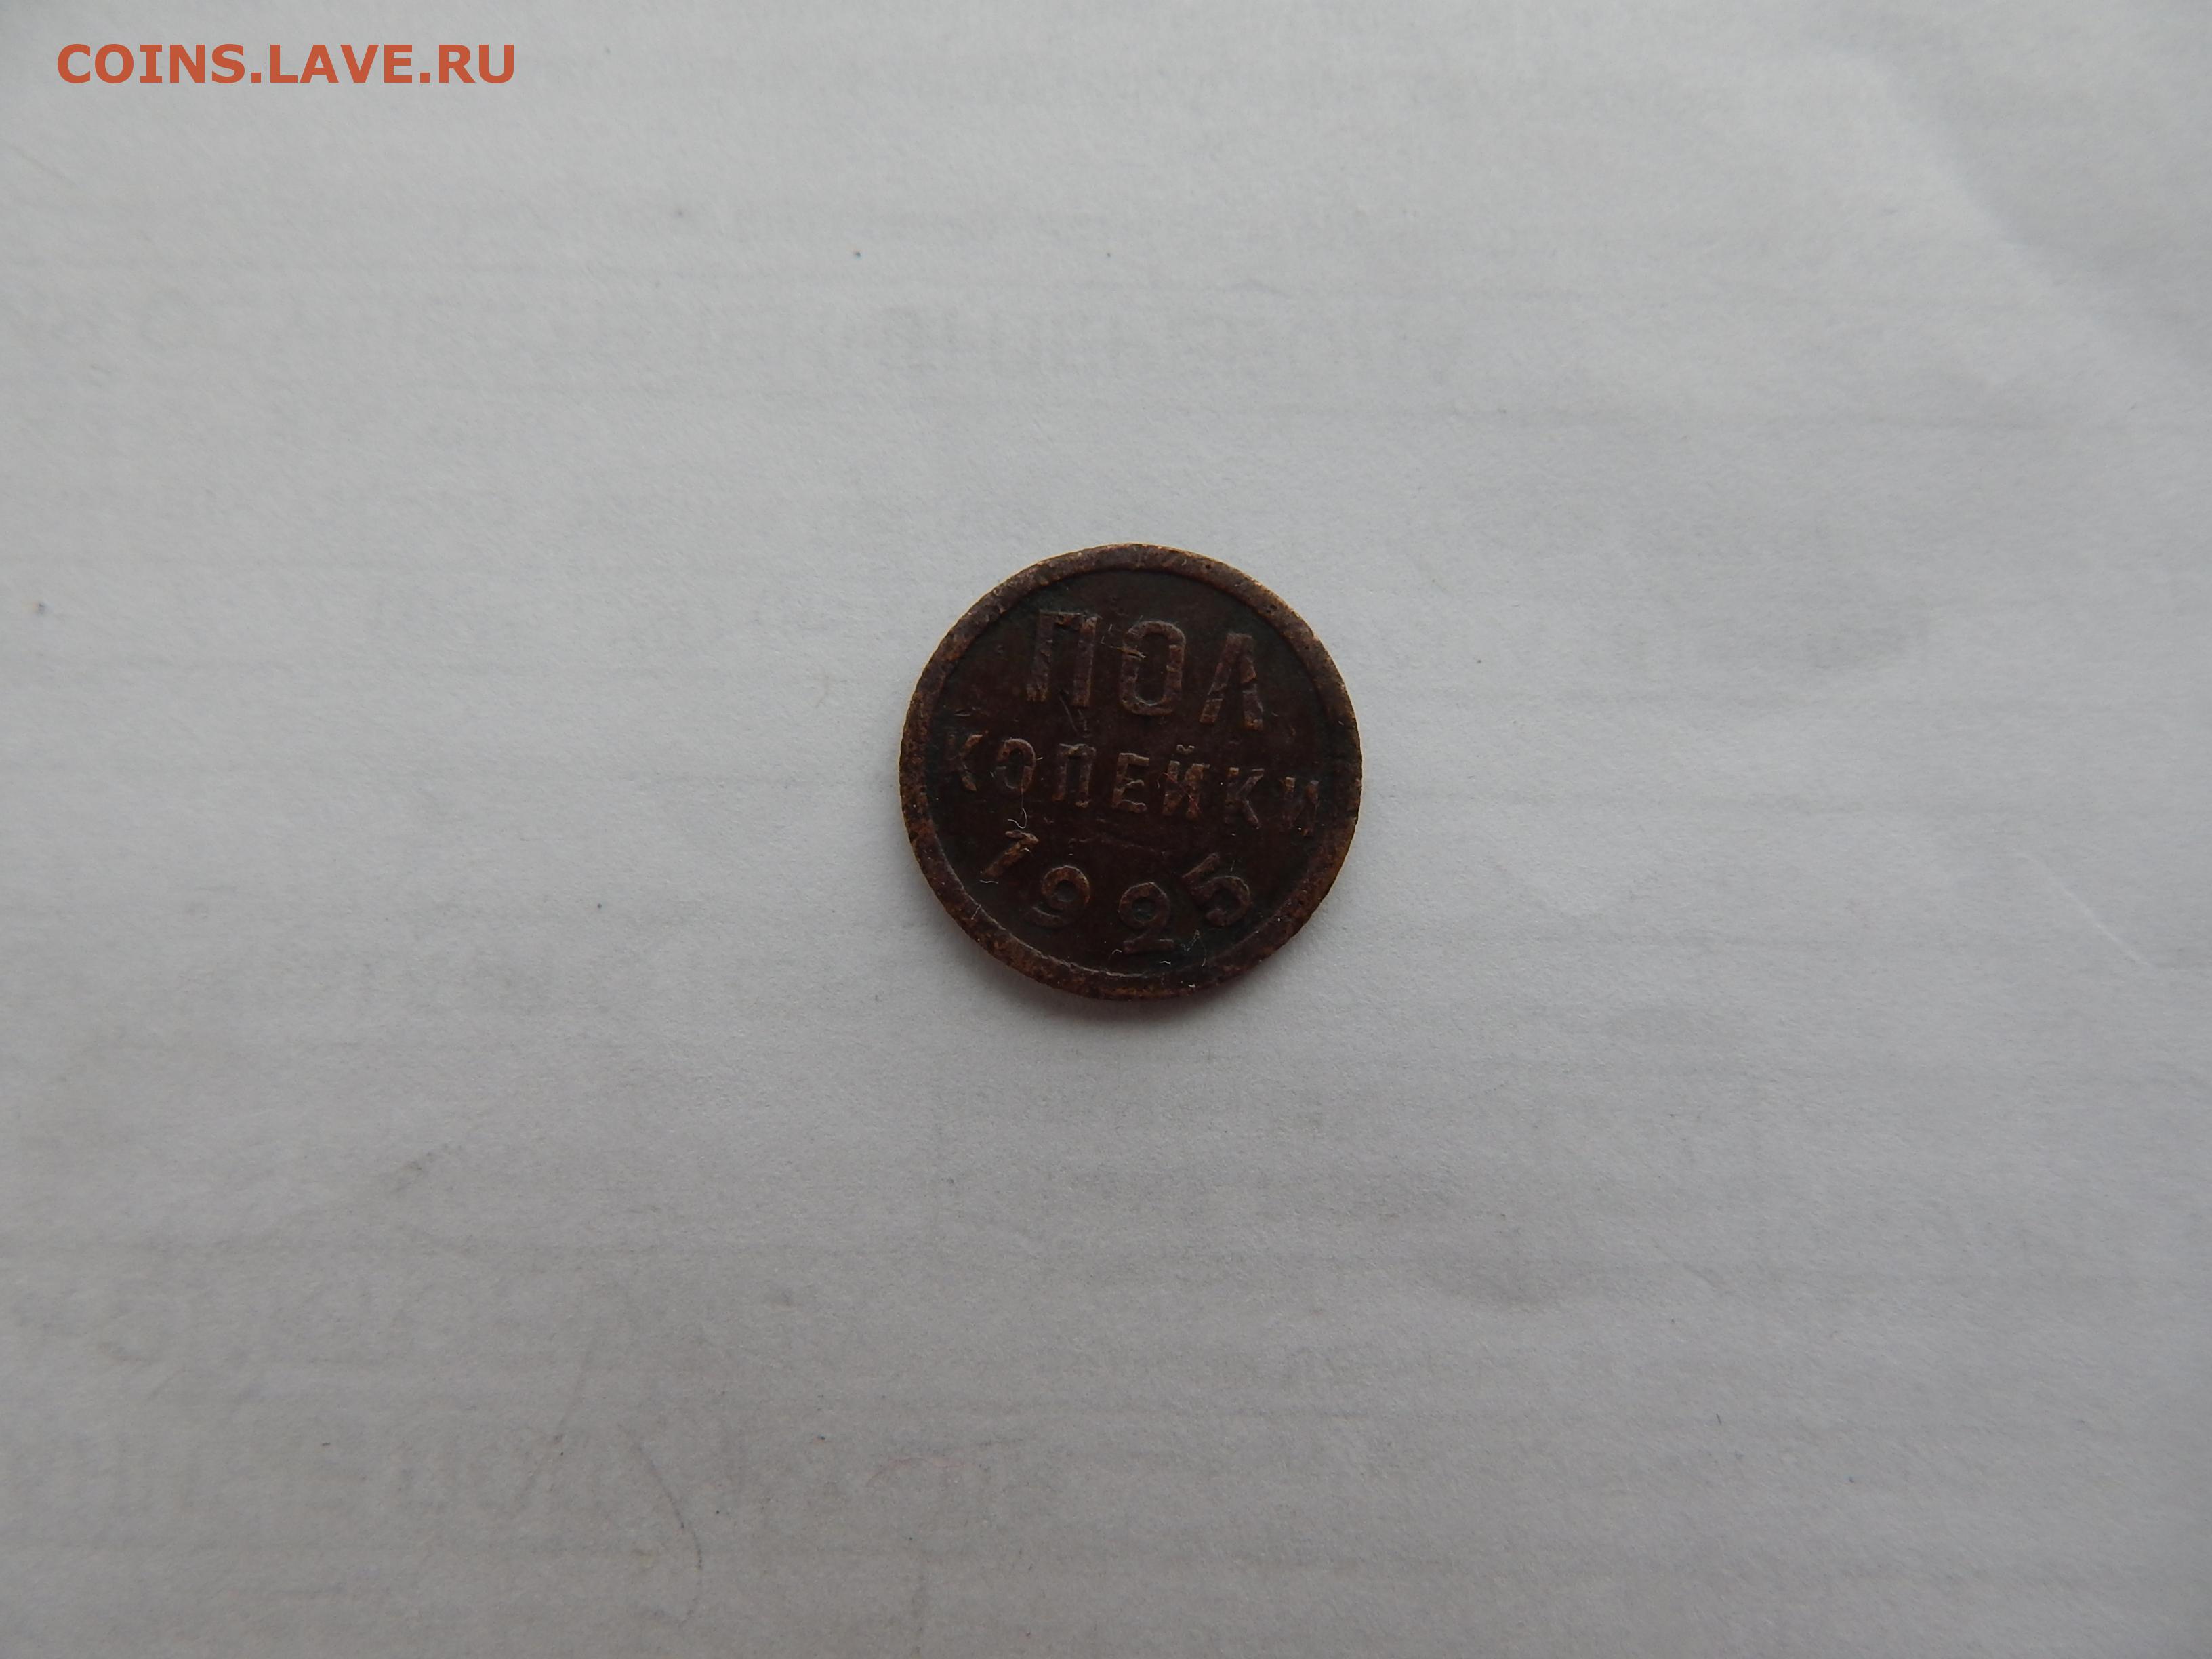 COINS.LAVE.RU
ПОЛ
КОПЕЙКИ
1925